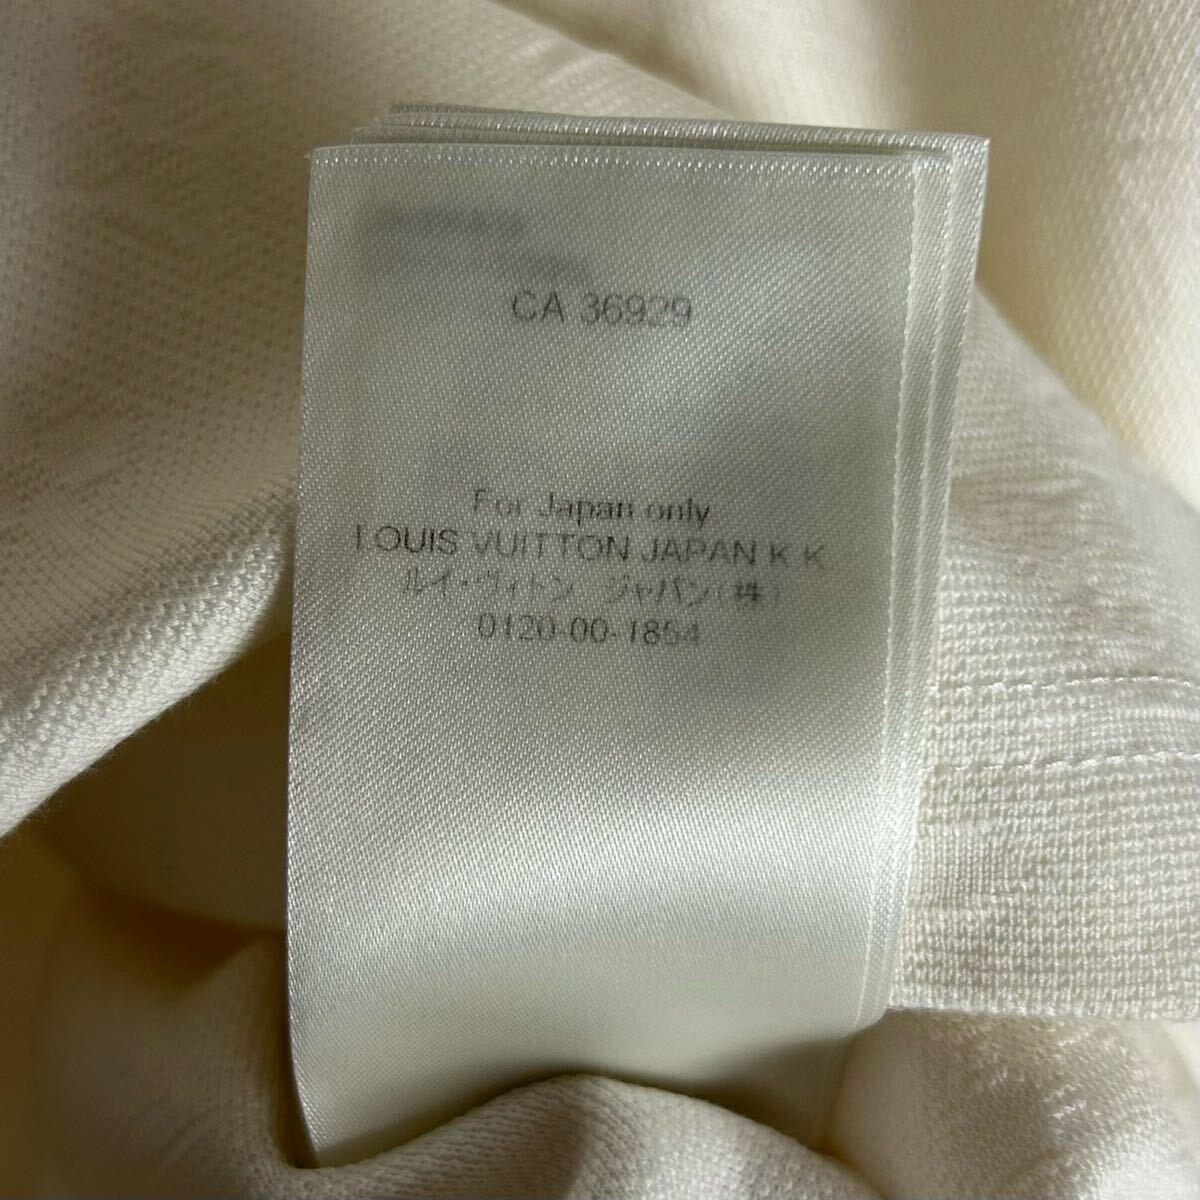 CA 36929
For Japan only
LOUIS VUITTON JAPAN K K
ルイ・ヴィトン ジャパン(株)
0120-00-1854